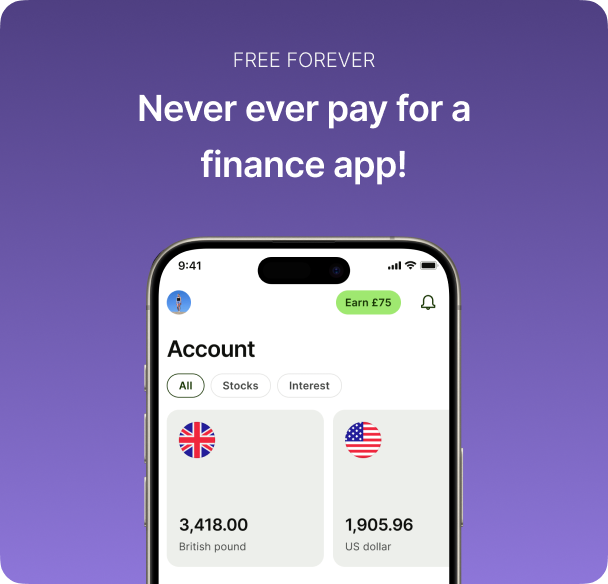 FREE FOREVER
Never ever pay for a
finance app!
9:41
Earn £75
Account
All
Stocks
Interest
3,418.00
British pound
1,905.96
US dollar